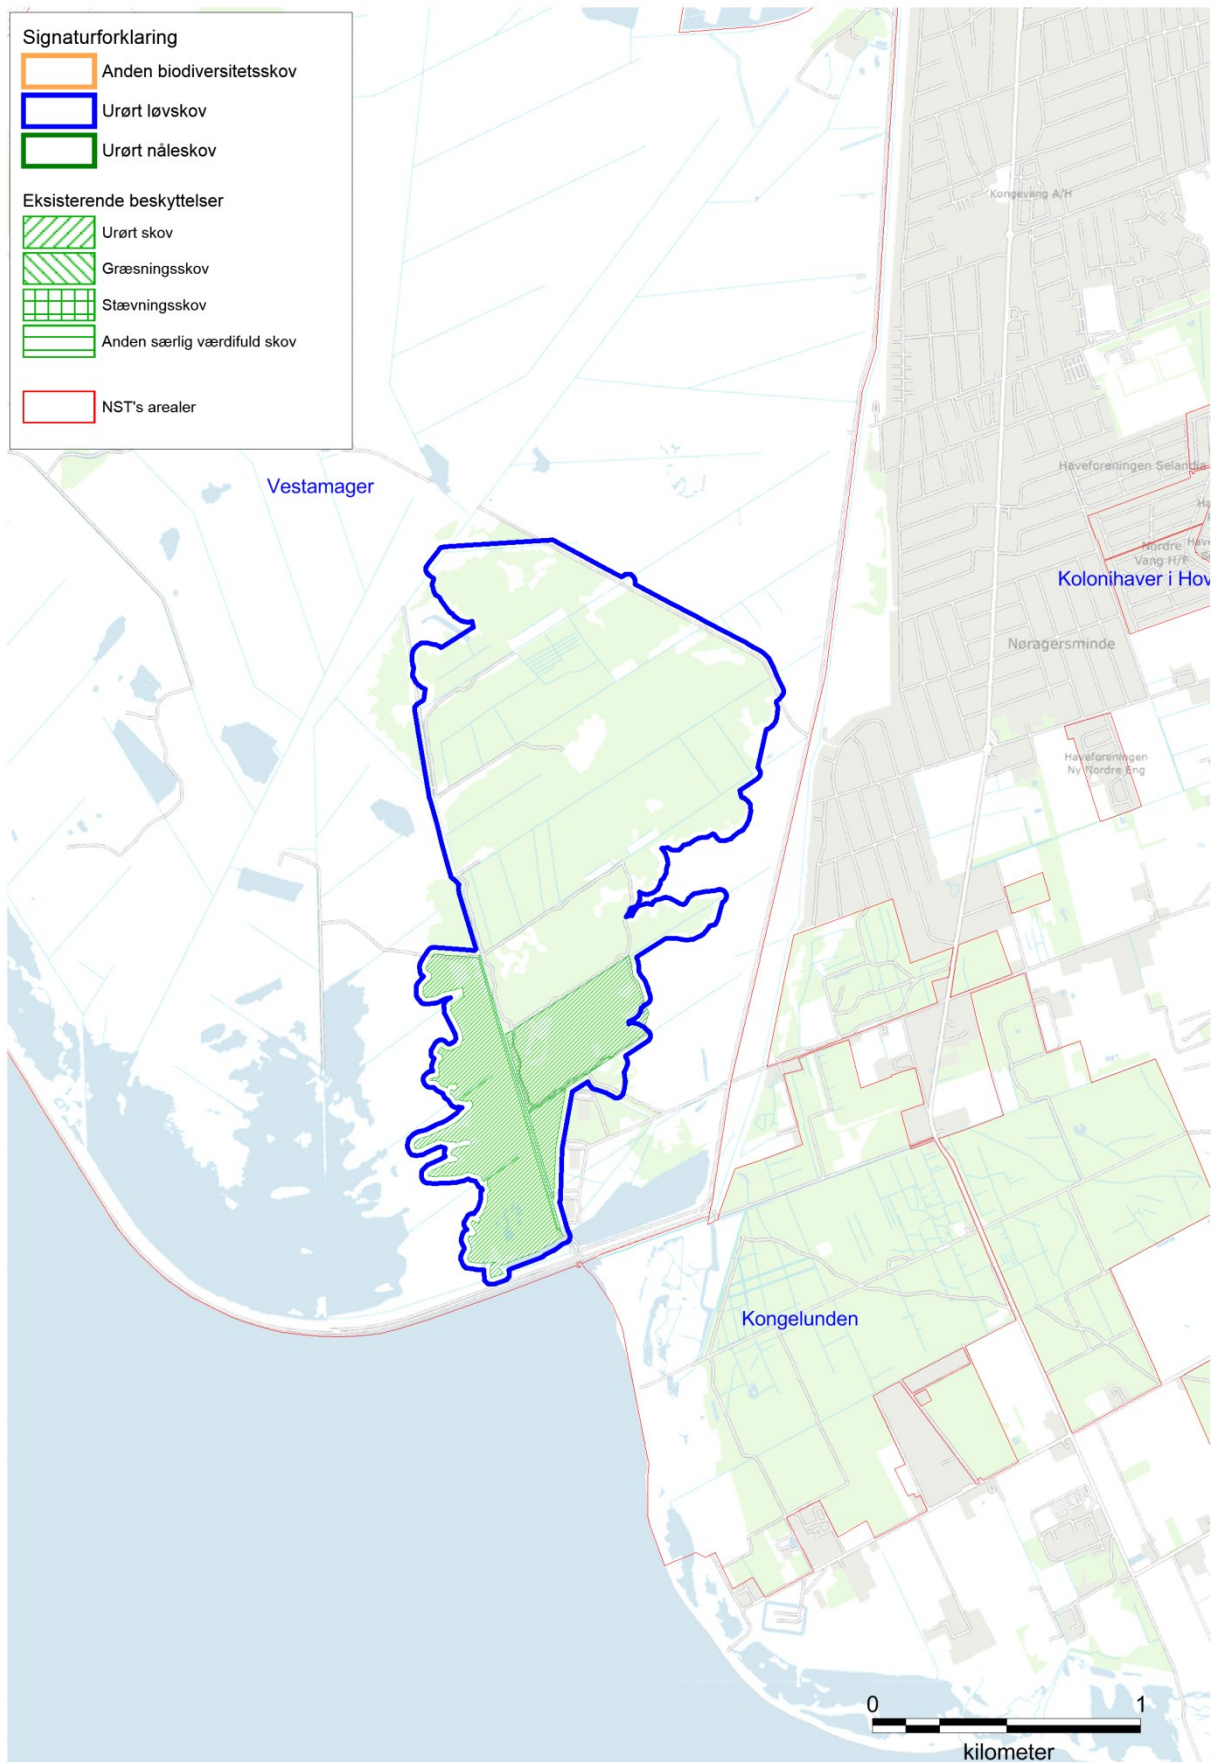 Signaturforklaring
Anden biodiversitetsskov
Urørt løvskov
Urørt nåleskov
Eksisterende beskyttelser
Urørt skov
Græsningsskov
Stævningsskov
Anden særlig værdifuld skov
NST's arealer
Kongevang A/H
Vestamager
Haveforeningen Selandia
Nordre
Vang H/F
Kolonihaver i Hov
Nøragersminde
Haveforeningen
Ny Nordre Eng
Kongelunden
0 1
kilometer